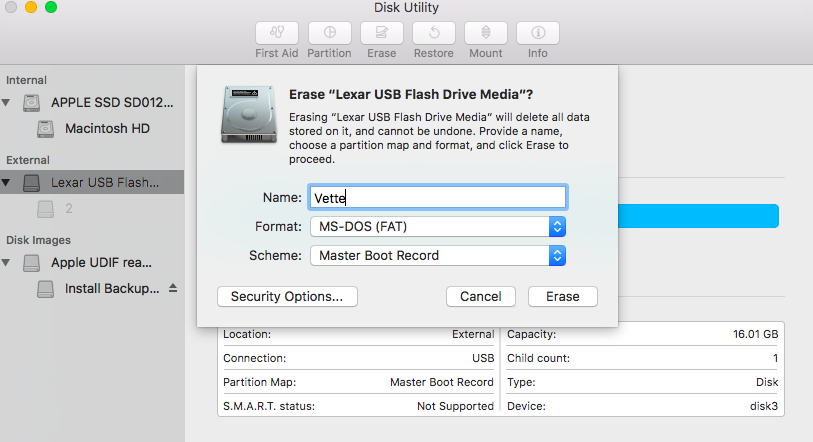 Disk Utility
First Aid
Partition
Erase
Restore
Mount
Info
Internal
APPLE SSD SD012...
Macintosh HD
External
Lexar USB Flash...
2
Disk Images
Apple UDIF rea...
Install Backup...
Erase “Lexar USB Flash Drive Media”?
Erasing “Lexar USB Flash Drive Media” will delete all data
stored on it, and cannot be undone. Provide a name,
choose a partition map and format, and click Erase to
proceed.
Name: Vette
Format: MS-DOS (FAT)
Scheme: Master Boot Record
Security Options...
Cancel
Erase
Location: External
Capacity: 16.01 GB
Connection: USB
Child count: 1
Partition Map: Master Boot Record
Type: Disk
S.M.A.R.T. status: Not Supported
Device: disk3